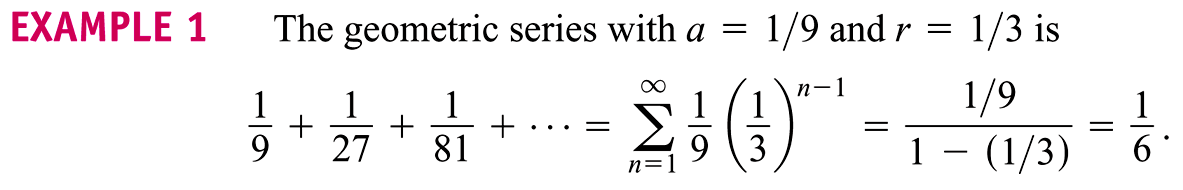 EXAMPLE 1 The geometric series with a = 1/9 and r = 1/3 is
1/9 + 1/27 + 1/81 + ⋯ = ∑_{n=1}^{∞} 1/9 (1/3)^{n−1} = (1/9)/(1 − (1/3)) = 1/6.